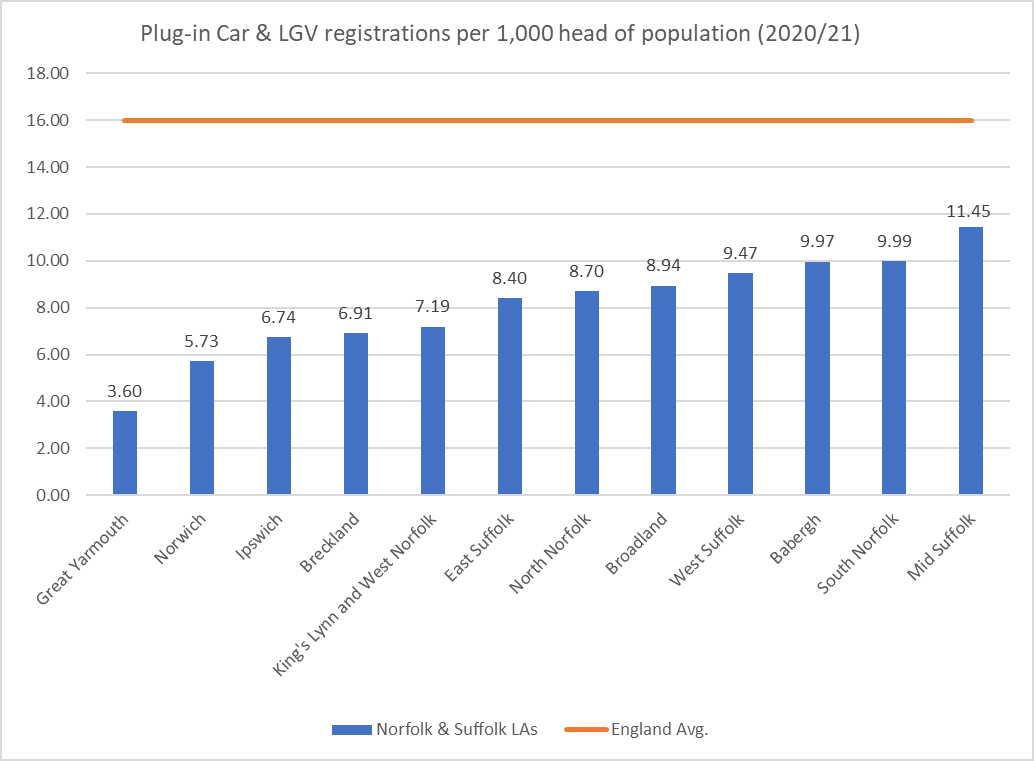 Plug-in Car & LGV registrations per 1,000 head of population (2020/21)
18.00
16.00
14.00
12.00
10.00
8.00
6.00
4.00
2.00
0.00
3.60
5.73
6.74
6.91
7.19
8.40
8.70
8.94
9.47
9.97
9.99
11.45
Great Yarmouth
Norwich
Ipswich
Breckland
King's Lynn and West Norfolk
East Suffolk
North Norfolk
Broadland
West Suffolk
Babergh
South Norfolk
Mid Suffolk
Norfolk & Suffolk LAs
England Avg.